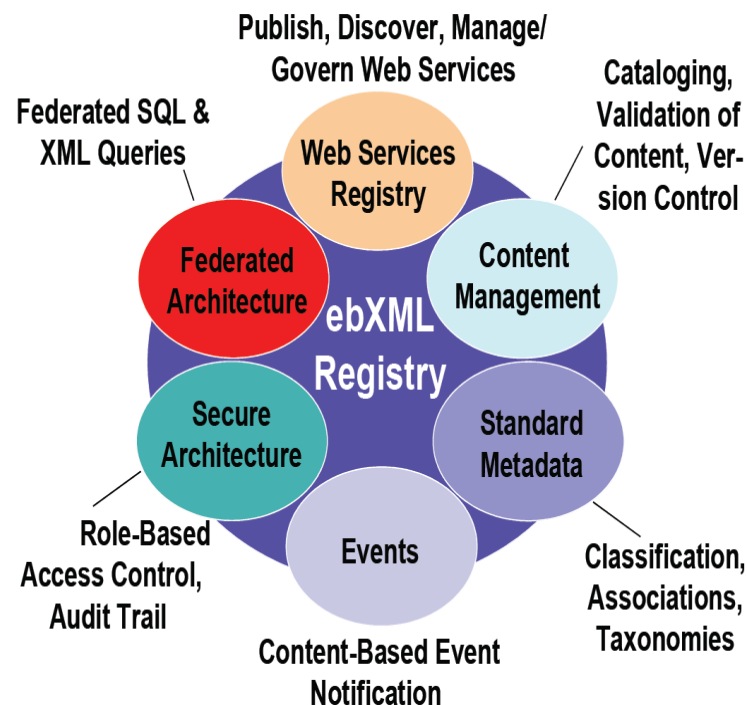 Publish, Discover, Manage/
Govern Web Services
Federated SQL &
XML Queries
Cataloging,
Validation of
Content, Ver-
sion Control
Web Services
Registry
Federated
Architecture
Content
Management
ebXML
Registry
Secure
Architecture
Standard
Metadata
Events
Role-Based
Access Control,
Audit Trail
Classification,
Associations,
Taxonomies
Content-Based Event
Notification